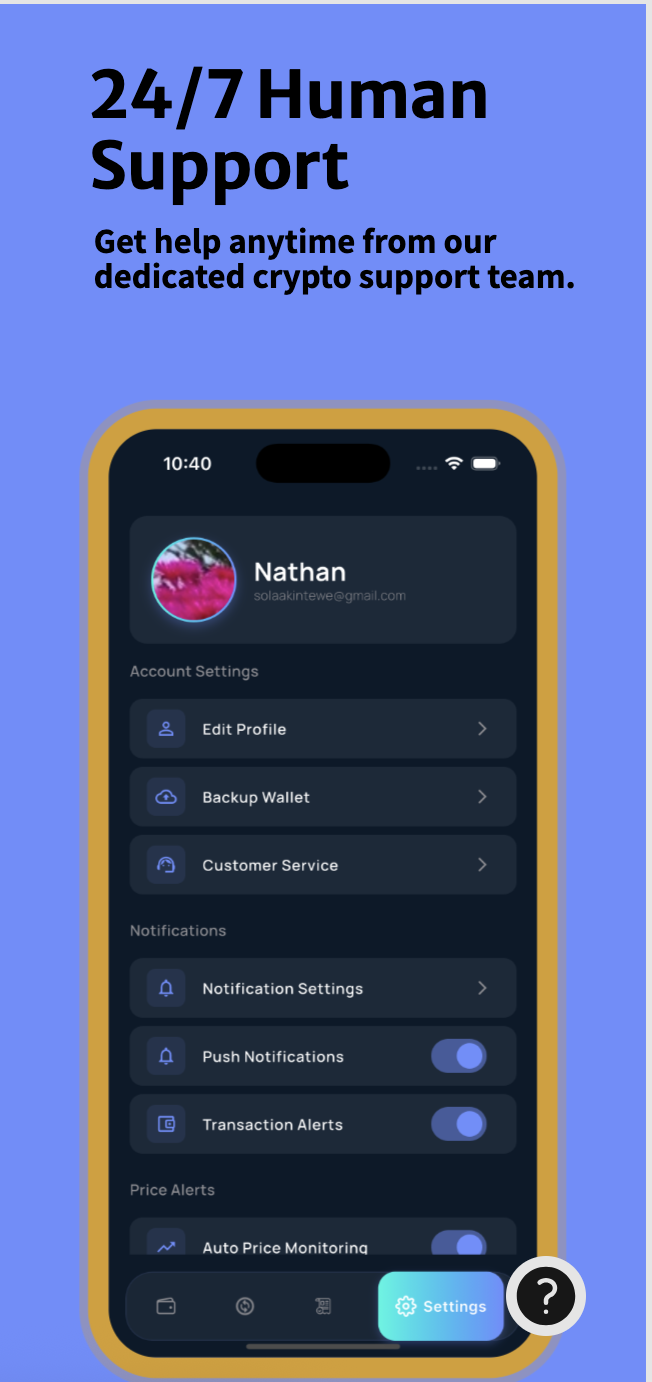 24/7 Human
Support
Get help anytime from our
dedicated crypto support team.
10:40
Nathan
solaakintewe@gmail.com
Account Settings
Edit Profile
Backup Wallet
Customer Service
Notifications
Notification Settings
Push Notifications
Transaction Alerts
Price Alerts
Auto Price Monitoring
Settings
?